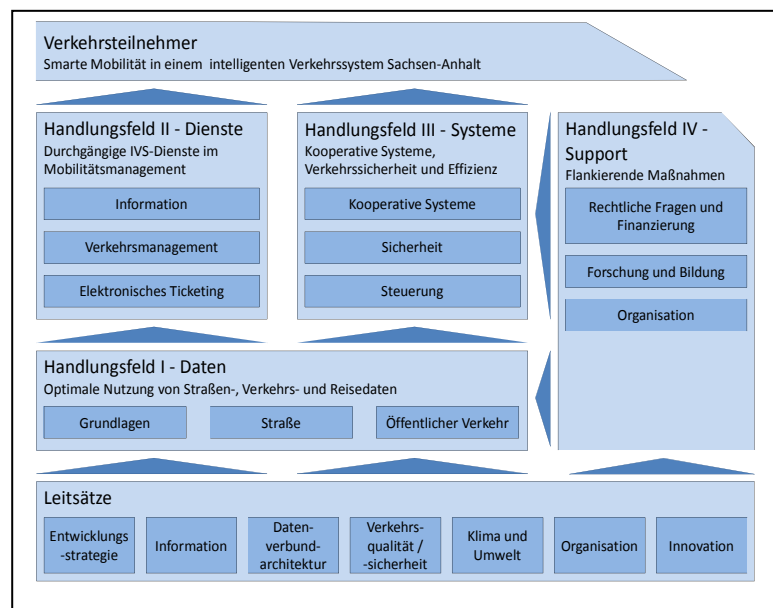 Verkehrsteilnehmer
Smarte Mobilität in einem intelligenten Verkehrssystem Sachsen-Anhalt
Handlungsfeld II - Dienste
Durchgängige IVS-Dienste im
Mobilitätsmanagement
Information
Verkehrsmanagement
Elektronisches Ticketing
Handlungsfeld III - Systeme
Kooperative Systeme,
Verkehrssicherheit und Effizienz
Kooperative Systeme
Sicherheit
Steuerung
Handlungsfeld IV -
Support
Flankierende Maßnahmen
Rechtliche Fragen und
Finanzierung
Forschung und Bildung
Organisation
Handlungsfeld I - Daten
Optimale Nutzung von Straßen-, Verkehrs- und Reisedaten
Grundlagen
Straße
Öffentlicher Verkehr
Leitsätze
Entwicklungs
-strategie
Information
Daten-
verbund-
architektur
Verkehrs-
qualität /
-sicherheit
Klima und
Umwelt
Organisation
Innovation